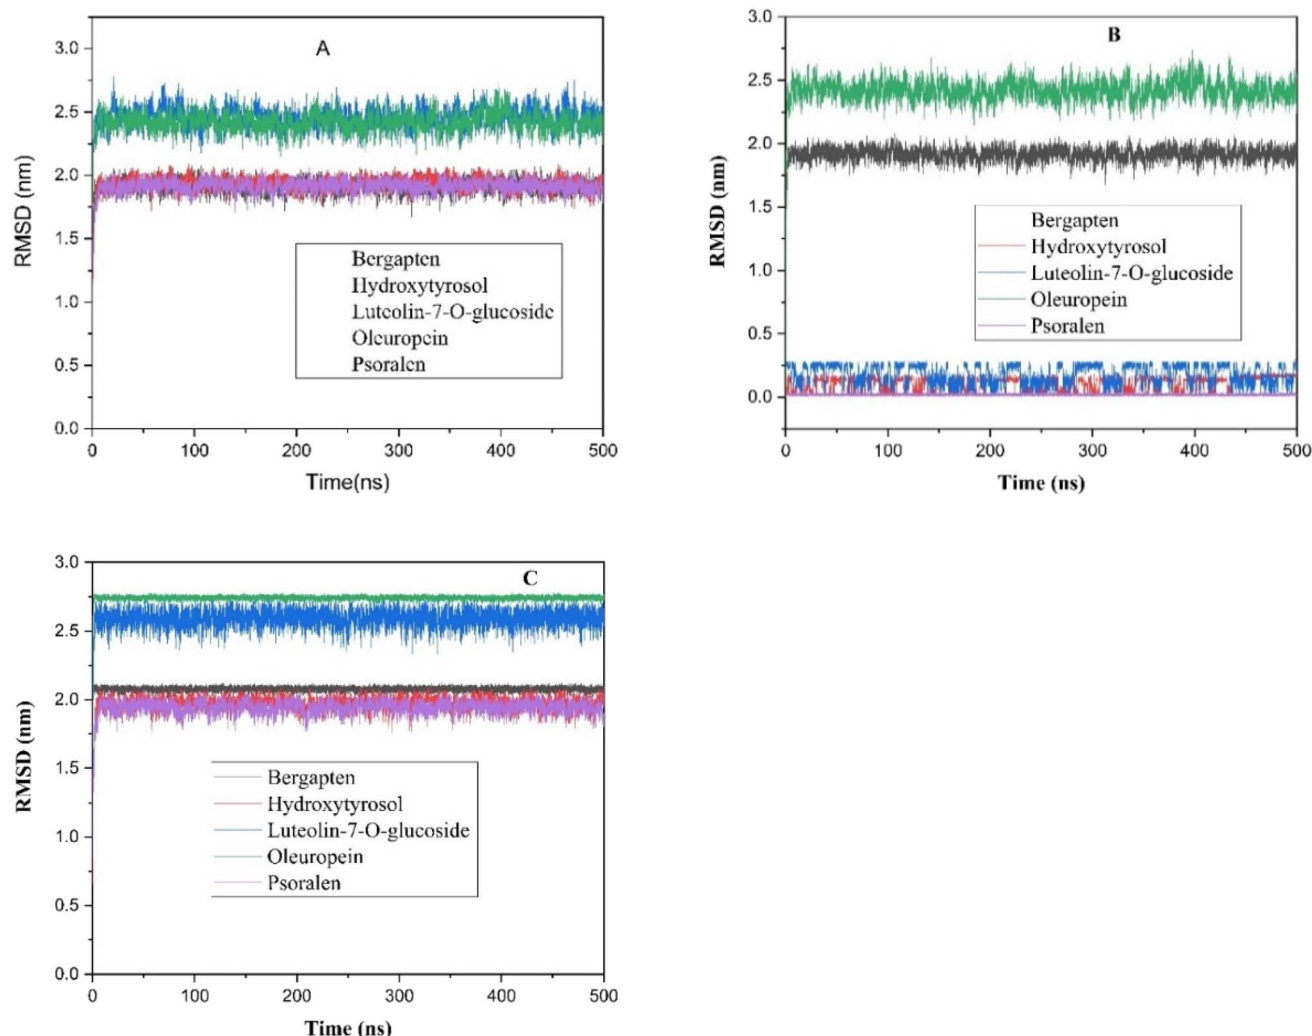 A
RMSD (nm)
3.0
2.5
2.0
1.5
1.0
0.5
0.0
Bergapten
Hydroxytyrosol
Luteolin-7-O-glucoside
Oleuropein
Psoralen
0 100 200 300 400 500
Time(ns)
B
RMSD (nm)
3.0
2.5
2.0
1.5
1.0
0.5
0.0
Bergapten
Hydroxytyrosol
Luteolin-7-O-glucoside
Oleuropein
Psoralen
0 100 200 300 400 500
Time (ns)
C
RMSD (nm)
3.0
2.5
2.0
1.5
1.0
0.5
0.0
Bergapten
Hydroxytyrosol
Luteolin-7-O-glucoside
Oleuropein
Psoralen
0 100 200 300 400 500
Time (ns)